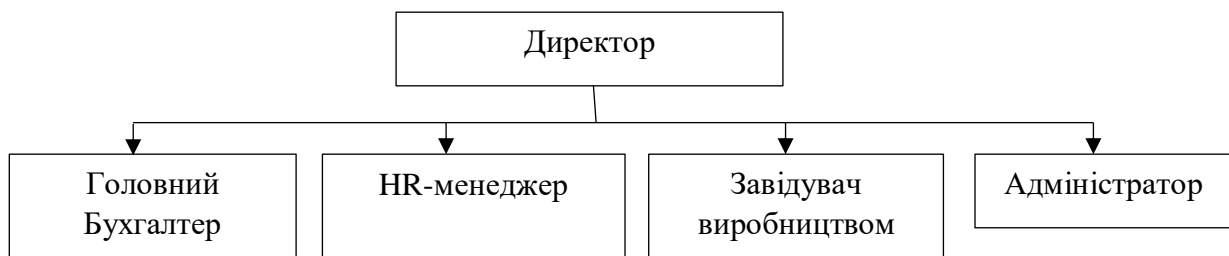 Директор
Головний
Бухгалтер
HR-менеджер
Завідувач
виробництвом
Адміністратор